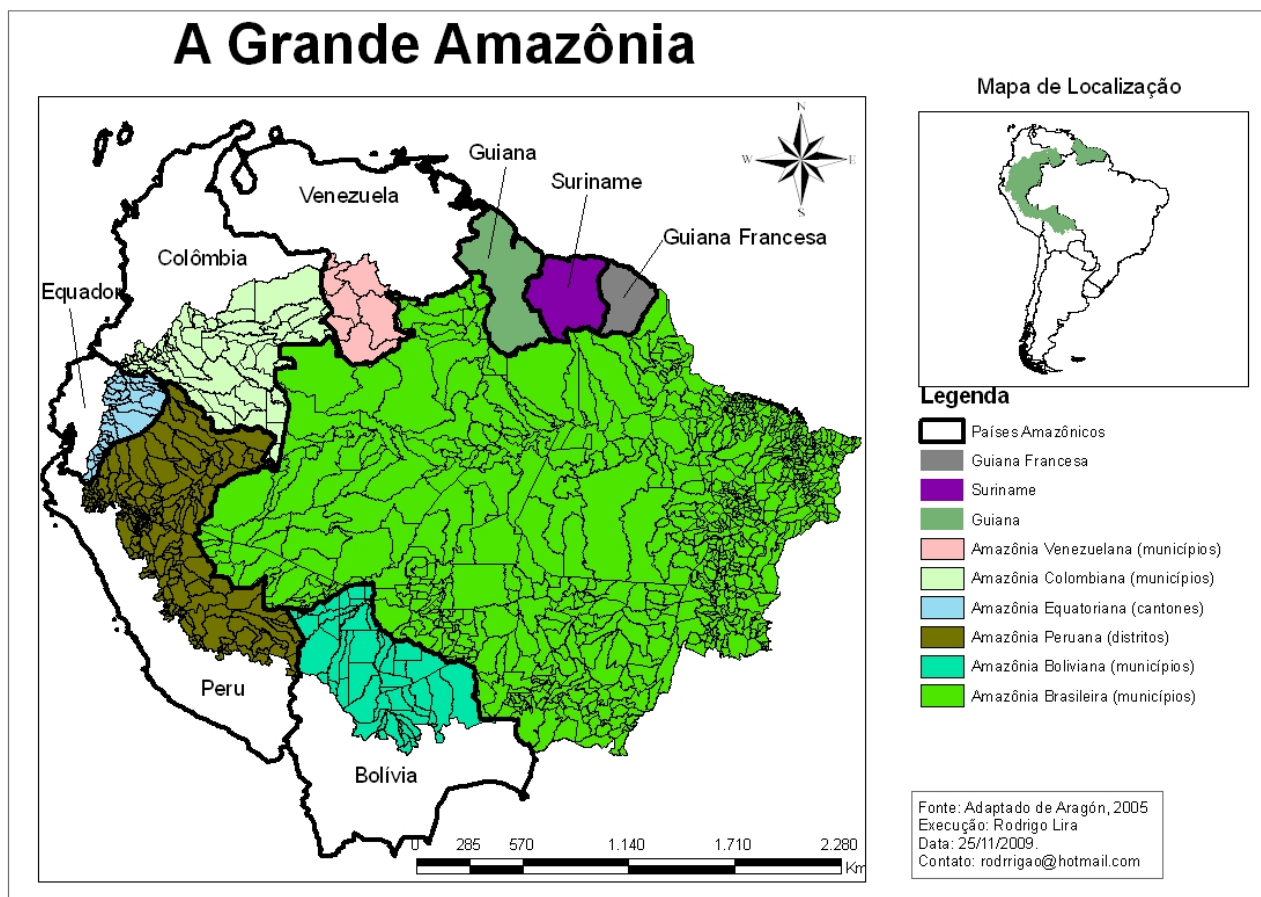 A Grande Amazônia
Mapa de Localização
N
W
E
S
Guiana
Suriname
Venezuela
Guiana Francesa
Colômbia
Equador
Peru
Bolívia
0 285 570 1.140 1.710 2.280
Km
Legenda
Países Amazônicos
Guiana Francesa
Suriname
Guiana
Amazônia Venezuelana (municípios)
Amazônia Colombiana (municípios)
Amazônia Equatoriana (cantones)
Amazônia Peruana (distritos)
Amazônia Boliviana (municípios)
Amazônia Brasileira (municípios)
Fonte: Adaptado de Aragón, 2005
Execução: Rodrigo Lira
Data: 25/11/2009.
Contato: rodrrigao@hotmail.com